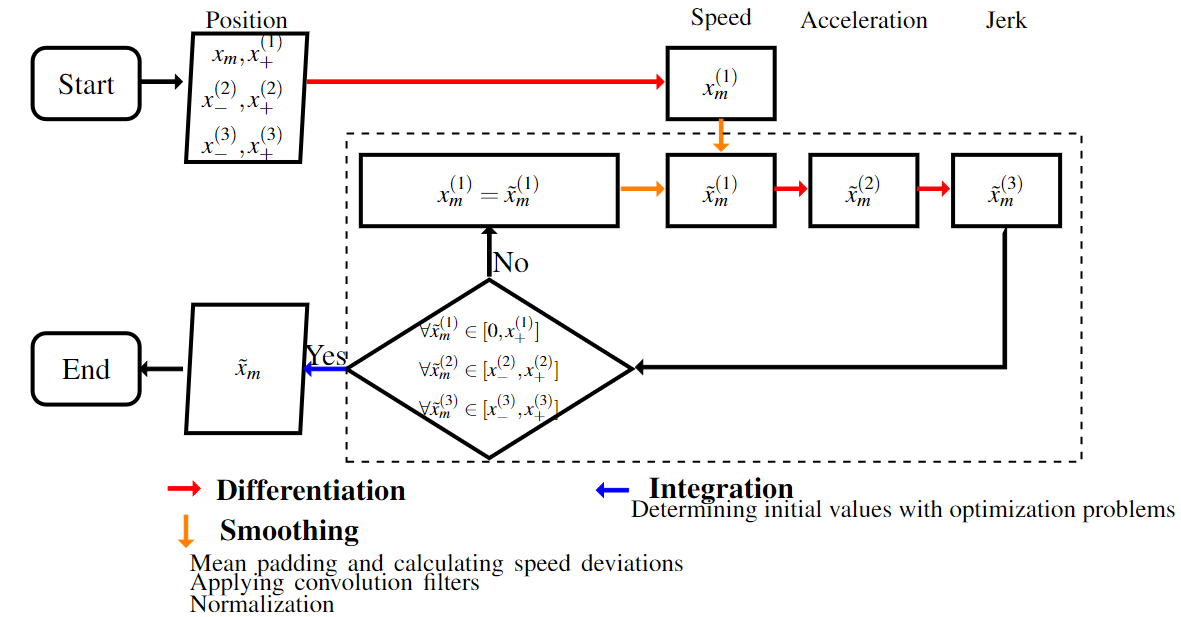 Position
Speed
Acceleration
Jerk
Start
$x_m, x_+^{(1)}$
$x_-^{(2)}, x_+^{(2)}$
$x_-^{(3)}, x_+^{(3)}$
$x_m^{(1)}$
$x_m^{(1)} = \tilde{x}_m^{(1)}$
$\tilde{x}_m^{(1)}$
$\tilde{x}_m^{(2)}$
$\tilde{x}_m^{(3)}$
No
$\forall \tilde{x}_m^{(1)} \in [0, x_+^{(1)}]$
$\forall \tilde{x}_m^{(2)} \in [x_-^{(2)}, x_+^{(2)}]$
$\forall \tilde{x}_m^{(3)} \in [x_-^{(3)}, x_+^{(3)}]$
Yes
$\tilde{x}_m$
End
Differentiation
Smoothing
Mean padding and calculating speed deviations
Applying convolution filters
Normalization
Integration
Determining initial values with optimization problems